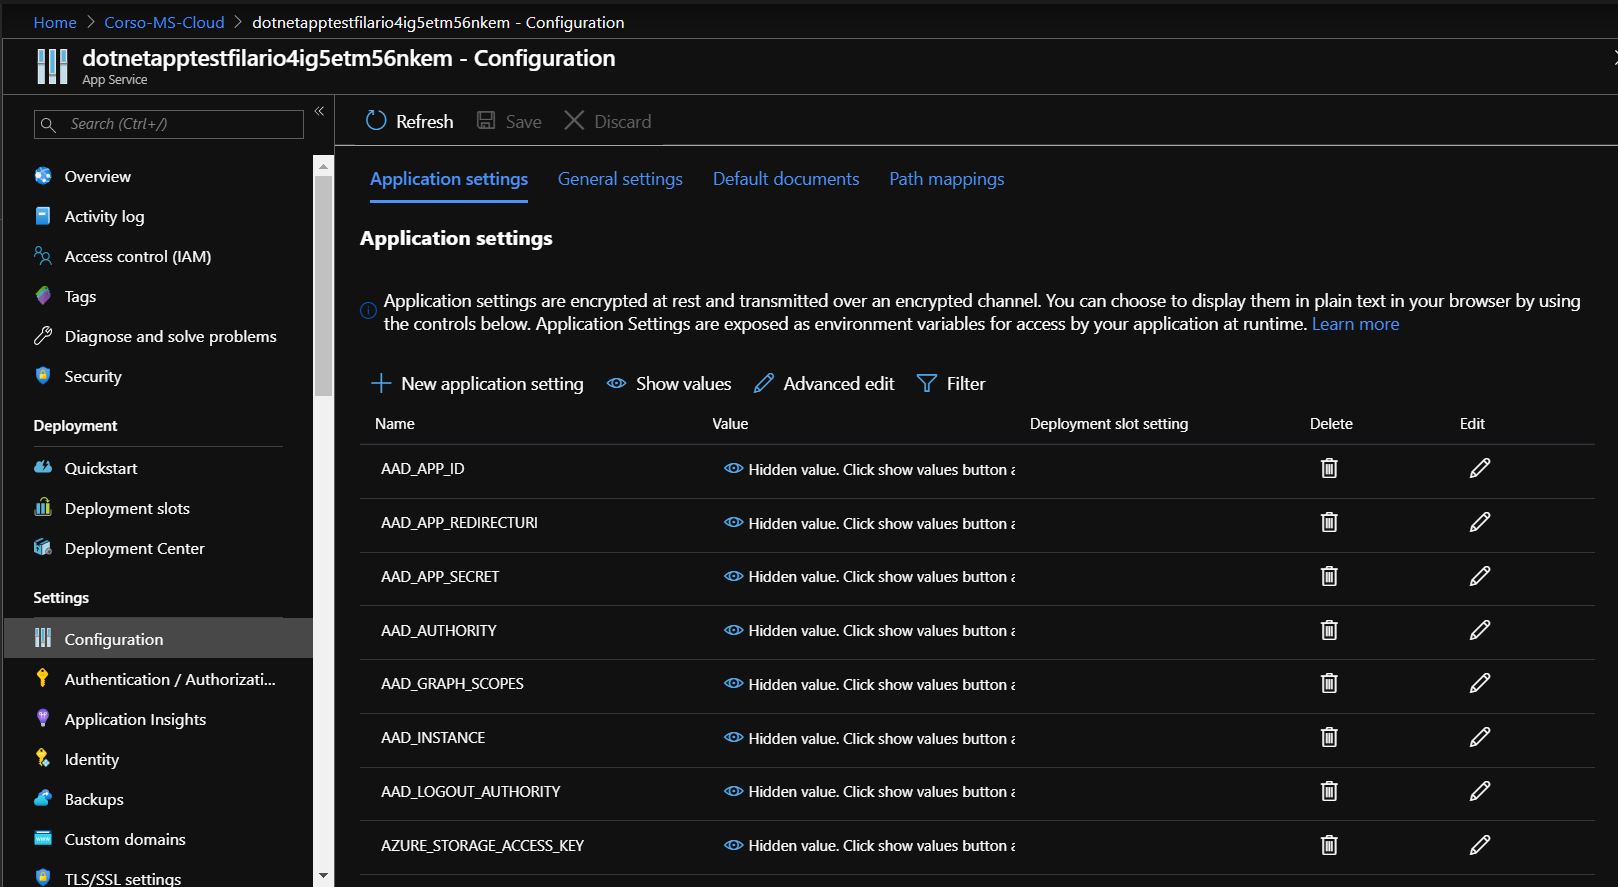 Home > Corso-MS-Cloud > dotnetapptestfilario4ig5etm56nkem - Configuration
dotnetapptestfilario4ig5etm56nkem - Configuration
App Service
Search (Ctrl+/)
«
Overview
Activity log
Access control (IAM)
Tags
Diagnose and solve problems
Security
Deployment
Quickstart
Deployment slots
Deployment Center
Settings
Configuration
Authentication / Authorizati...
Application Insights
Identity
Backups
Custom domains
TLS/SSL settings
Refresh Save Discard
Application settings General settings Default documents Path mappings
Application settings
Application settings are encrypted at rest and transmitted over an encrypted channel. You can choose to display them in plain text in your browser by using
the controls below. Application Settings are exposed as environment variables for access by your application at runtime. Learn more
New application setting Show values Advanced edit Filter
Name Value Deployment slot setting Delete Edit
AAD_APP_ID Hidden value. Click show values button a
AAD_APP_REDIRECTURI Hidden value. Click show values button a
AAD_APP_SECRET Hidden value. Click show values button a
AAD_AUTHORITY Hidden value. Click show values button a
AAD_GRAPH_SCOPES Hidden value. Click show values button a
AAD_INSTANCE Hidden value. Click show values button a
AAD_LOGOUT_AUTHORITY Hidden value. Click show values button a
AZURE_STORAGE_ACCESS_KEY Hidden value. Click show values button a